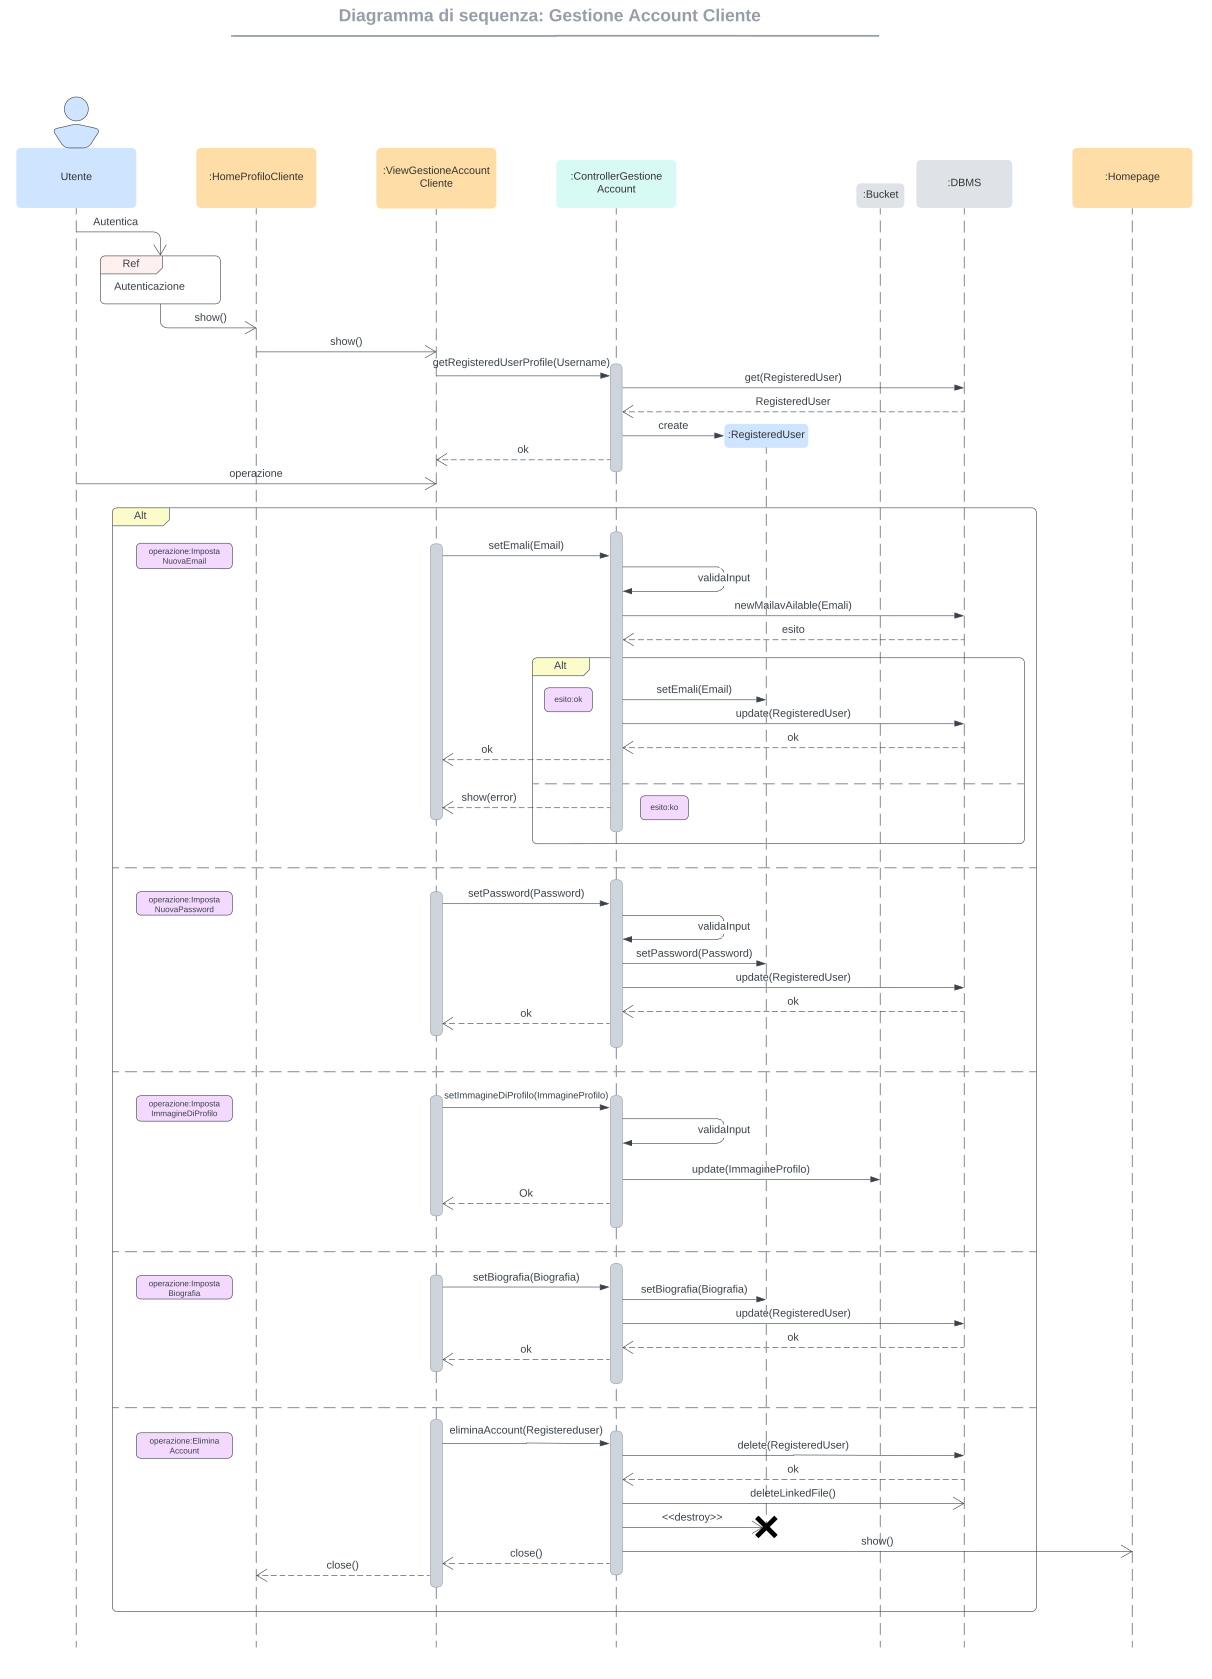 Diagramma di sequenza: Gestione Account Cliente
Utente
:HomeProfiloCliente
:ViewGestioneAccount
Cliente
:ControllerGestione
Account
:Bucket
:DBMS
:Homepage
Autentica
Ref
Autenticazione
show()
show()
getRegisteredUserProfile(Username)
get(RegisteredUser)
RegisteredUser
create
:RegisteredUser
ok
operazione
Alt
operazione:Imposta
NuovaEmail
setEmali(Email)
validaInput
newMailavAilable(Emali)
esito
Alt
esito:ok
setEmali(Email)
update(RegisteredUser)
ok
ok
show(error)
esito:ko
operazione:Imposta
NuovaPassword
setPassword(Password)
validaInput
setPassword(Password)
update(RegisteredUser)
ok
ok
operazione:Imposta
ImmagineDiProfilo
setImmagineDiProfilo(ImmagineProfilo)
validaInput
update(ImmagineProfilo)
Ok
operazione:Imposta
Biografia
setBiografia(Biografia)
setBiografia(Biografia)
update(RegisteredUser)
ok
ok
operazione:Elimina
Account
eliminaAccount(Registereduser)
delete(RegisteredUser)
ok
deleteLinkedFile()
<<destroy>>
show()
close()
close()